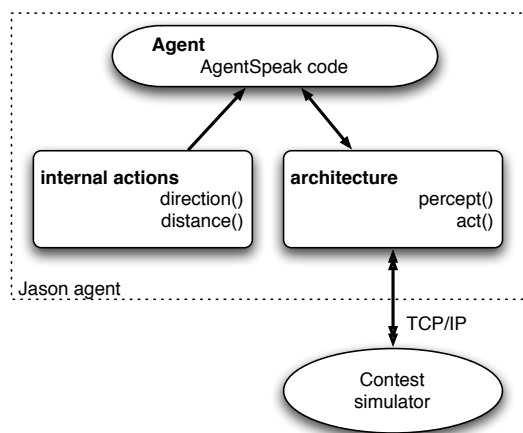 Agent
AgentSpeak code
internal actions
direction()
distance()
architecture
percept()
act()
Jason agent
TCP/IP
Contest
simulator